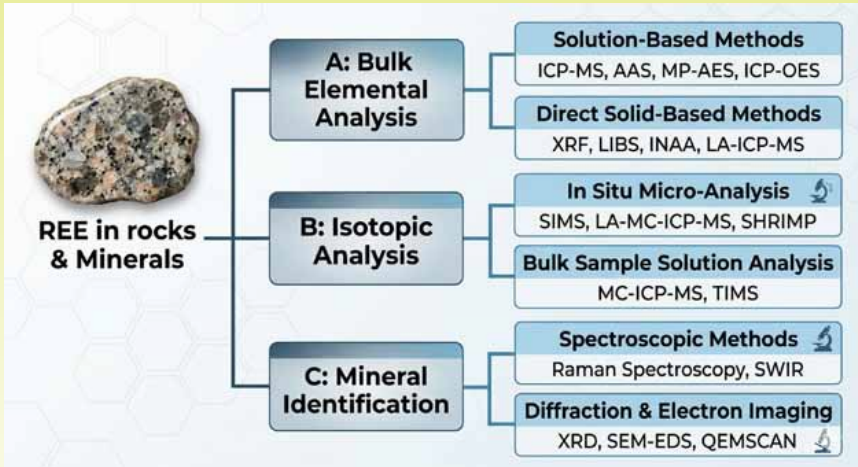 REE in rocks
& Minerals
A: Bulk
Elemental
Analysis
Solution-Based Methods
ICP-MS, AAS, MP-AES, ICP-OES
Direct Solid-Based Methods
XRF, LIBS, INAA, LA-ICP-MS
B: Isotopic
Analysis
In Situ Micro-Analysis
SIMS, LA-MC-ICP-MS, SHRIMP
Bulk Sample Solution Analysis
MC-ICP-MS, TIMS
C: Mineral
Identification
Spectroscopic Methods
Raman Spectroscopy, SWIR
Diffraction & Electron Imaging
XRD, SEM-EDS, QEMSCAN